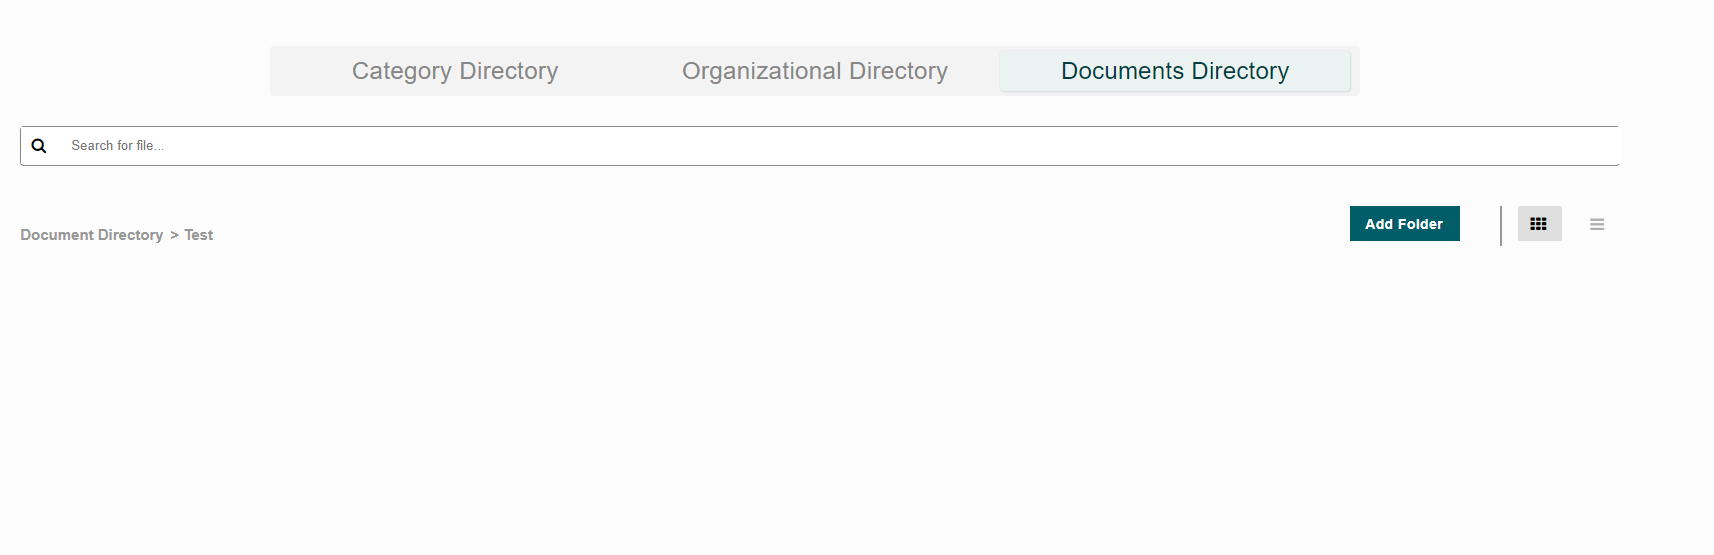 Category Directory Organizational Directory Documents Directory
Search for file...
Add Folder
Document Directory > Test